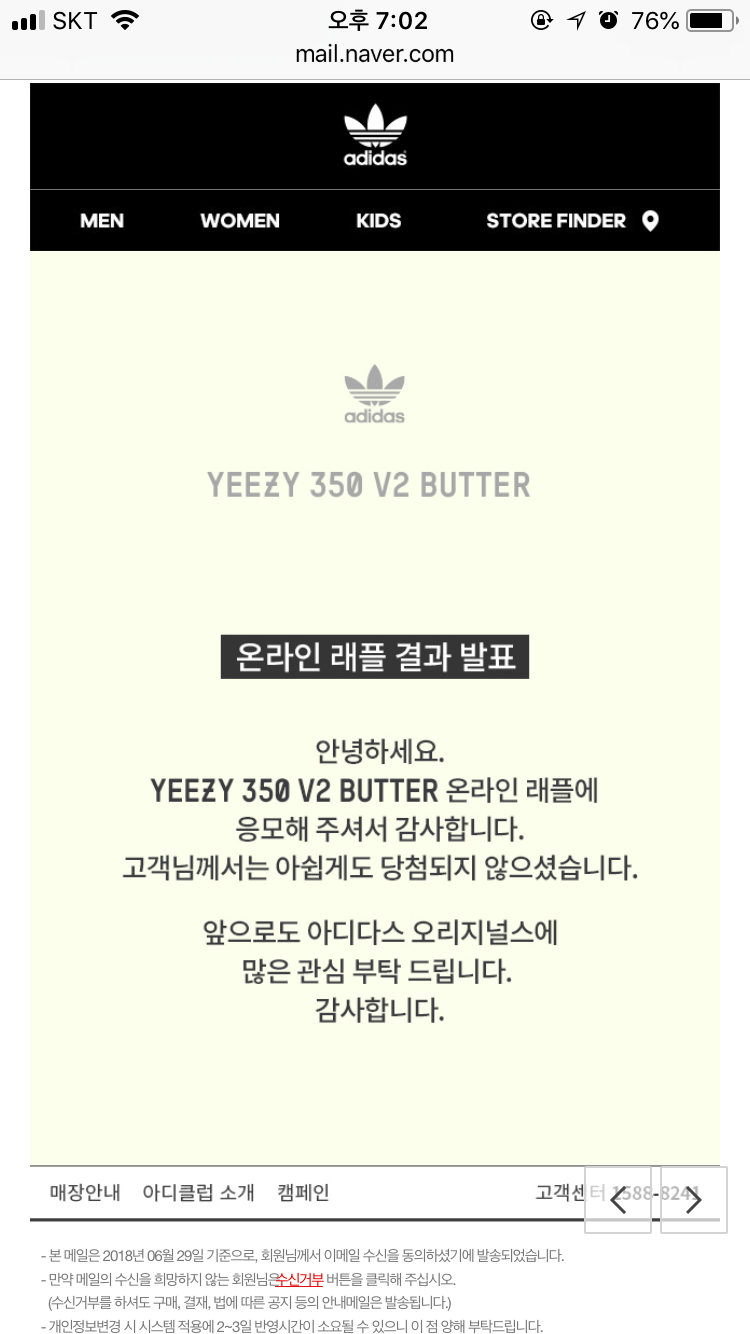 SKT 오후 7:02 76%
mail.naver.com
adidas
MEN WOMEN KIDS STORE FINDER
adidas
YEEZY 350 V2 BUTTER
온라인 래플 결과 발표
안녕하세요.
YEEZY 350 V2 BUTTER 온라인 래플에
응모해 주셔서 감사합니다.
고객님께서는 아쉽게도 당첨되지 않으셨습니다.
앞으로도 아디다스 오리지널스에
많은 관심 부탁 드립니다.
감사합니다.
매장안내 아디클럽 소개 캠페인 고객센터 1588-8241
- 본 메일은 2018년 06월 29일 기준으로, 회원님께서 이메일 수신을 동의하셨기에 발송되었습니다.
- 만약 메일의 수신을 희망하지 않는 회원님은 수신거부 버튼을 클릭해 주십시오.
(수신거부를 하셔도 구매, 결재, 법에 따른 공지 등의 안내메일은 발송됩니다.)
- 개인정보변경 시 시스템 적용에 2~3일 반영시간이 소요될 수 있으니 이 점 양해 부탁드립니다.